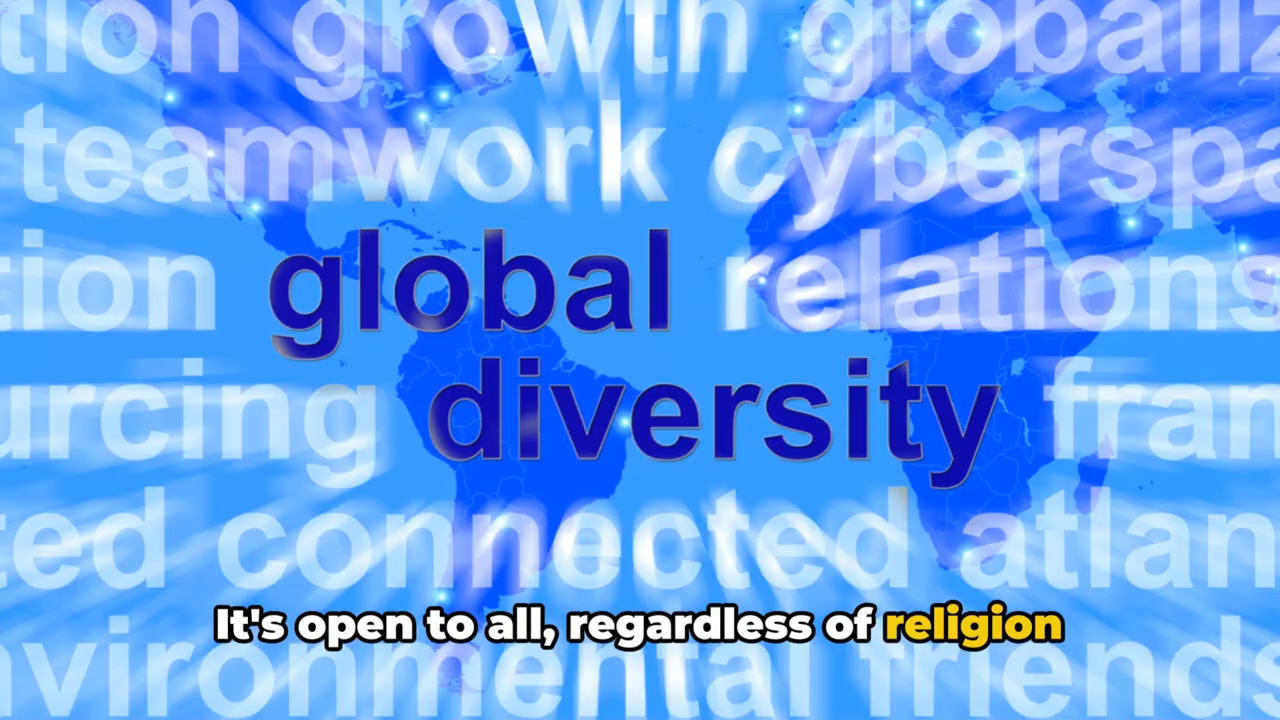 tion growth globaliz
teamwork cyberspa
tion global relations
urcing diversity fran
ted connected atlan
It's open to all, regardless of religion
nvironmental friends